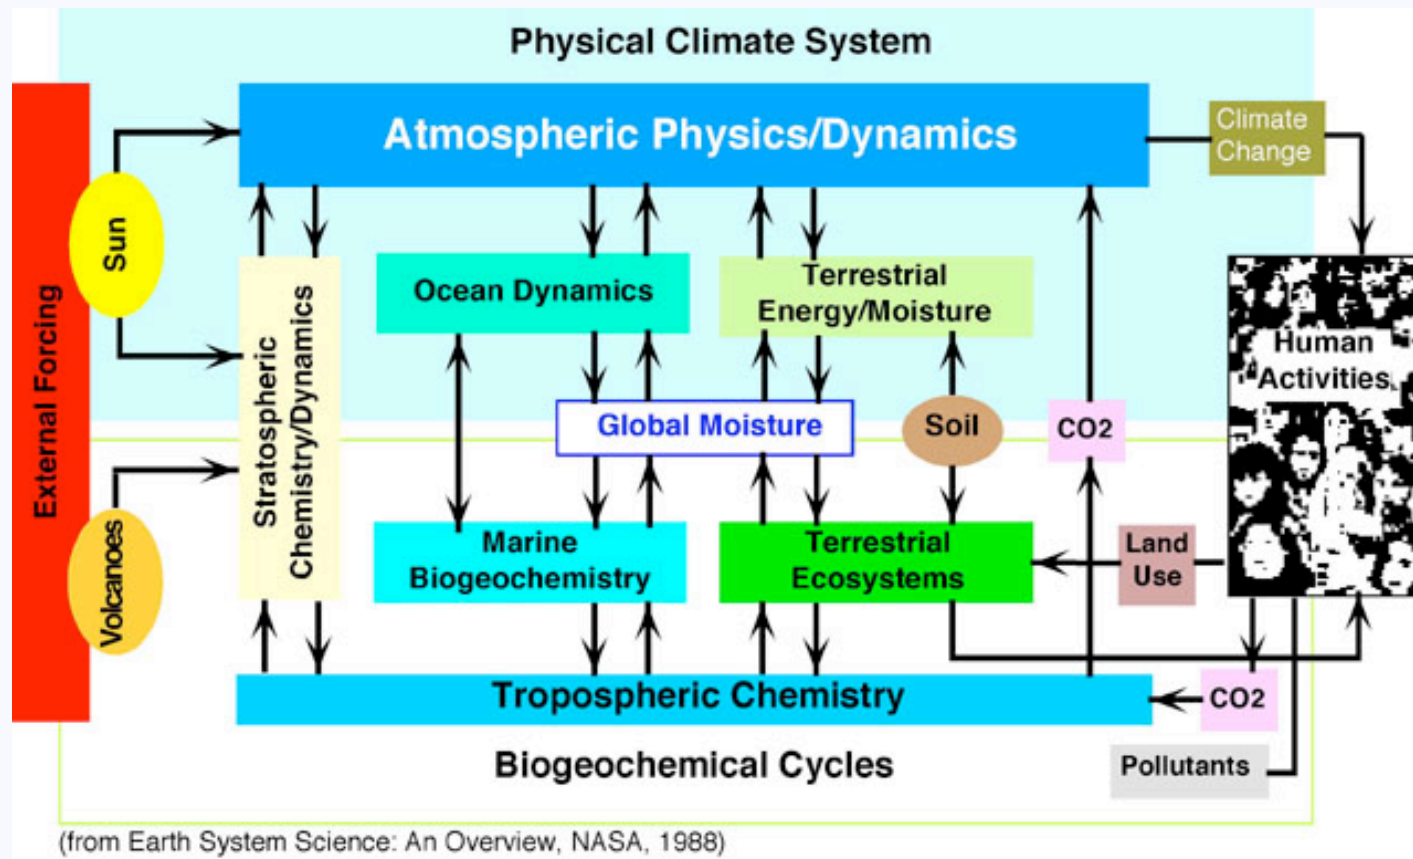 Physical Climate System
Atmospheric Physics/Dynamics
Climate
Change
External Forcing
Sun
Volcanoes
Stratospheric
Chemistry/Dynamics
Ocean Dynamics
Terrestrial
Energy/Moisture
Human
Activities
Global Moisture
Soil
CO2
Marine
Biogeochemistry
Terrestrial
Ecosystems
Land
Use
Tropospheric Chemistry
CO2
Biogeochemical Cycles
Pollutants
(from Earth System Science: An Overview, NASA, 1988)